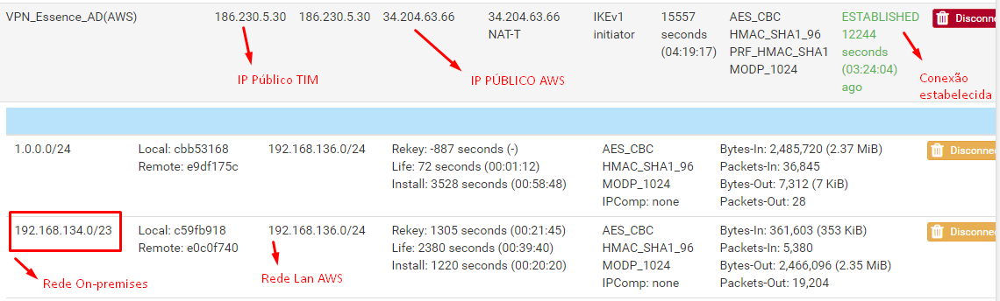 VPN_Essence_AD(AWS) 186.230.5.30 186.230.5.30 34.204.63.66 34.204.63.66 IKEv1 15557 AES_CBC ESTABLISHED Disconne
NAT-T initiator seconds HMAC_SHA1_96 12244
(04:19:17) PRF_HMAC_SHA1 seconds
MODP_1024 (03:24:04)
ago
IP Público TIM IP PÚBLICO AWS Conexão
estabelecida
1.0.0.0/24 Local: cbb53168 192.168.136.0/24 Rekey: -887 seconds (-) AES_CBC Bytes-In: 2,485,720 (2.37 MiB) Disconne
Remote: e9df175c Life: 72 seconds (00:01:12) HMAC_SHA1_96 Packets-In: 36,845
Install: 3528 seconds (00:58:48) MODP_1024 Bytes-Out: 7,312 (7 KiB)
IPComp: none Packets-Out: 28
192.168.134.0/23 Local: c59fb918 192.168.136.0/24 Rekey: 1305 seconds (00:21:45) AES_CBC Bytes-In: 361,603 (353 KiB) Disconne
Remote: e0c0f740 Life: 2380 seconds (00:39:40) HMAC_SHA1_96 Packets-In: 5,380
Install: 1220 seconds (00:20:20) MODP_1024 Bytes-Out: 2,466,096 (2.35 MiB)
IPComp: none Packets-Out: 19,204
Rede On-premises Rede Lan AWS